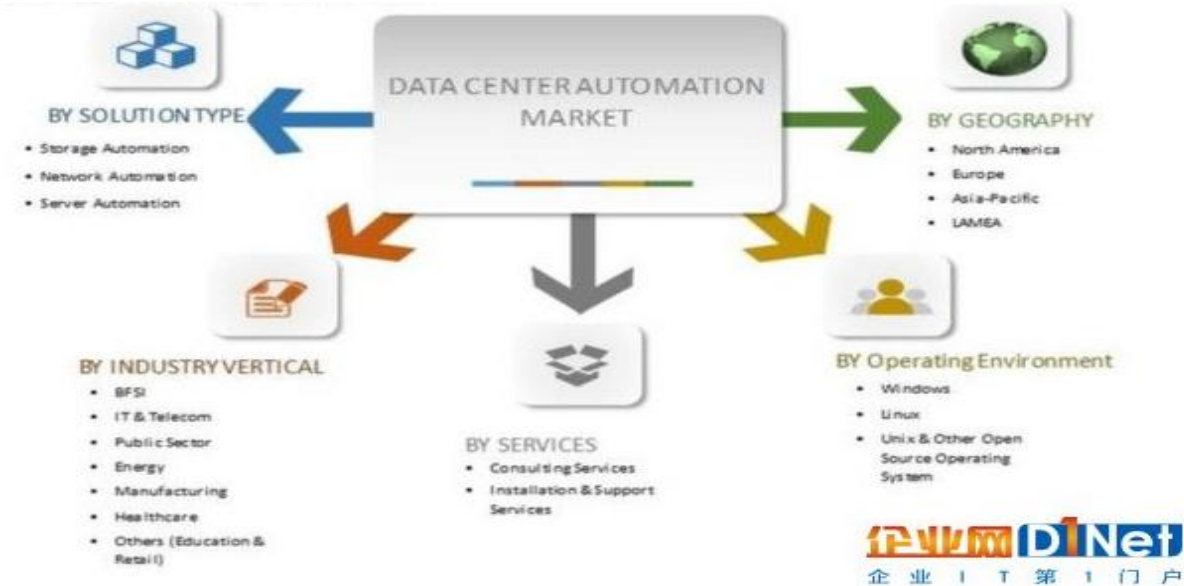 DATA CENTER AUTOMATION
MARKET
BY SOLUTION TYPE
• Storage Automation
• Network Automation
• Server Automation
BY GEOGRAPHY
• North America
• Europe
• Asia-Pacific
• LAMEA
BY INDUSTRY VERTICAL
• BFSI
• IT & Telecom
• Public Sector
• Energy
• Manufacturing
• Healthcare
• Others (Education &
Retail)
BY SERVICES
• Consulting Services
• Installation & Support
Services
BY Operating Environment
• Windows
• Linux
• Unix & Other Open
Source Operating
System
企业网D1Net
企业IT第1门户